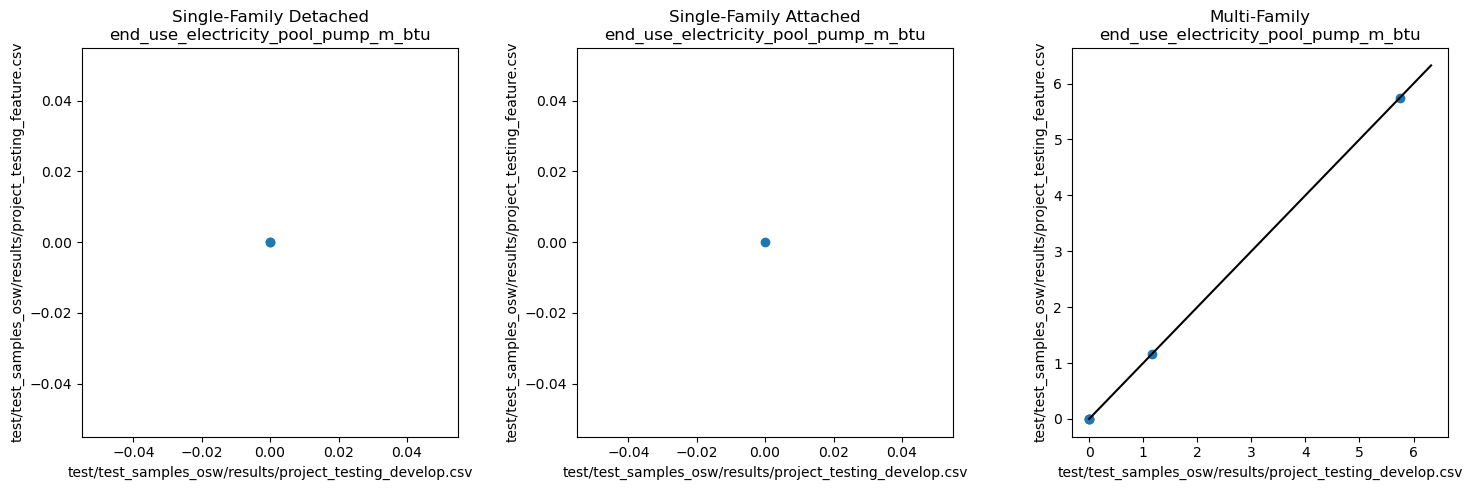 Single-Family Detached
end_use_electricity_pool_pump_m_btu
test/test_samples_osw/results/project_testing_feature.csv
0.04
0.02
0.00
−0.02
−0.04
−0.04
−0.02
0.00
0.02
0.04
test/test_samples_osw/results/project_testing_develop.csv
Single-Family Attached
end_use_electricity_pool_pump_m_btu
test/test_samples_osw/results/project_testing_feature.csv
0.04
0.02
0.00
−0.02
−0.04
−0.04
−0.02
0.00
0.02
0.04
test/test_samples_osw/results/project_testing_develop.csv
Multi-Family
end_use_electricity_pool_pump_m_btu
test/test_samples_osw/results/project_testing_feature.csv
6
5
4
3
2
1
0
0
1
2
3
4
5
6
test/test_samples_osw/results/project_testing_develop.csv